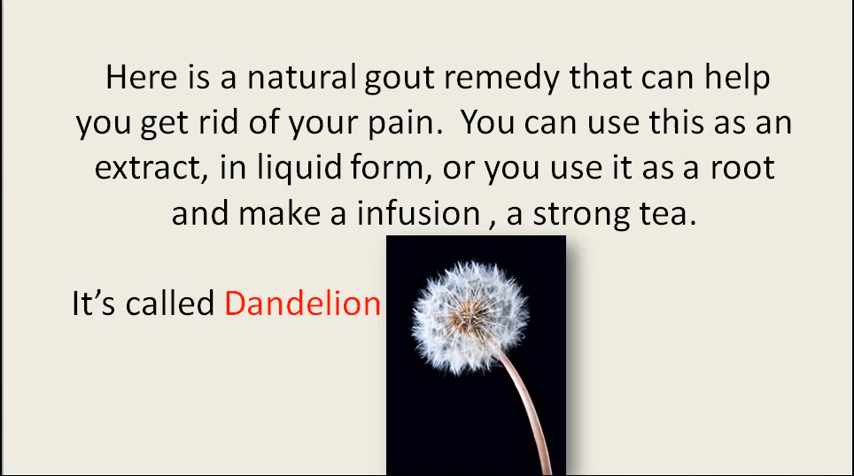 Here is a natural gout remedy that can help
you get rid of your pain.  You can use this as an
extract, in liquid form, or you use it as a root
and make a infusion , a strong tea.
It’s called Dandelion